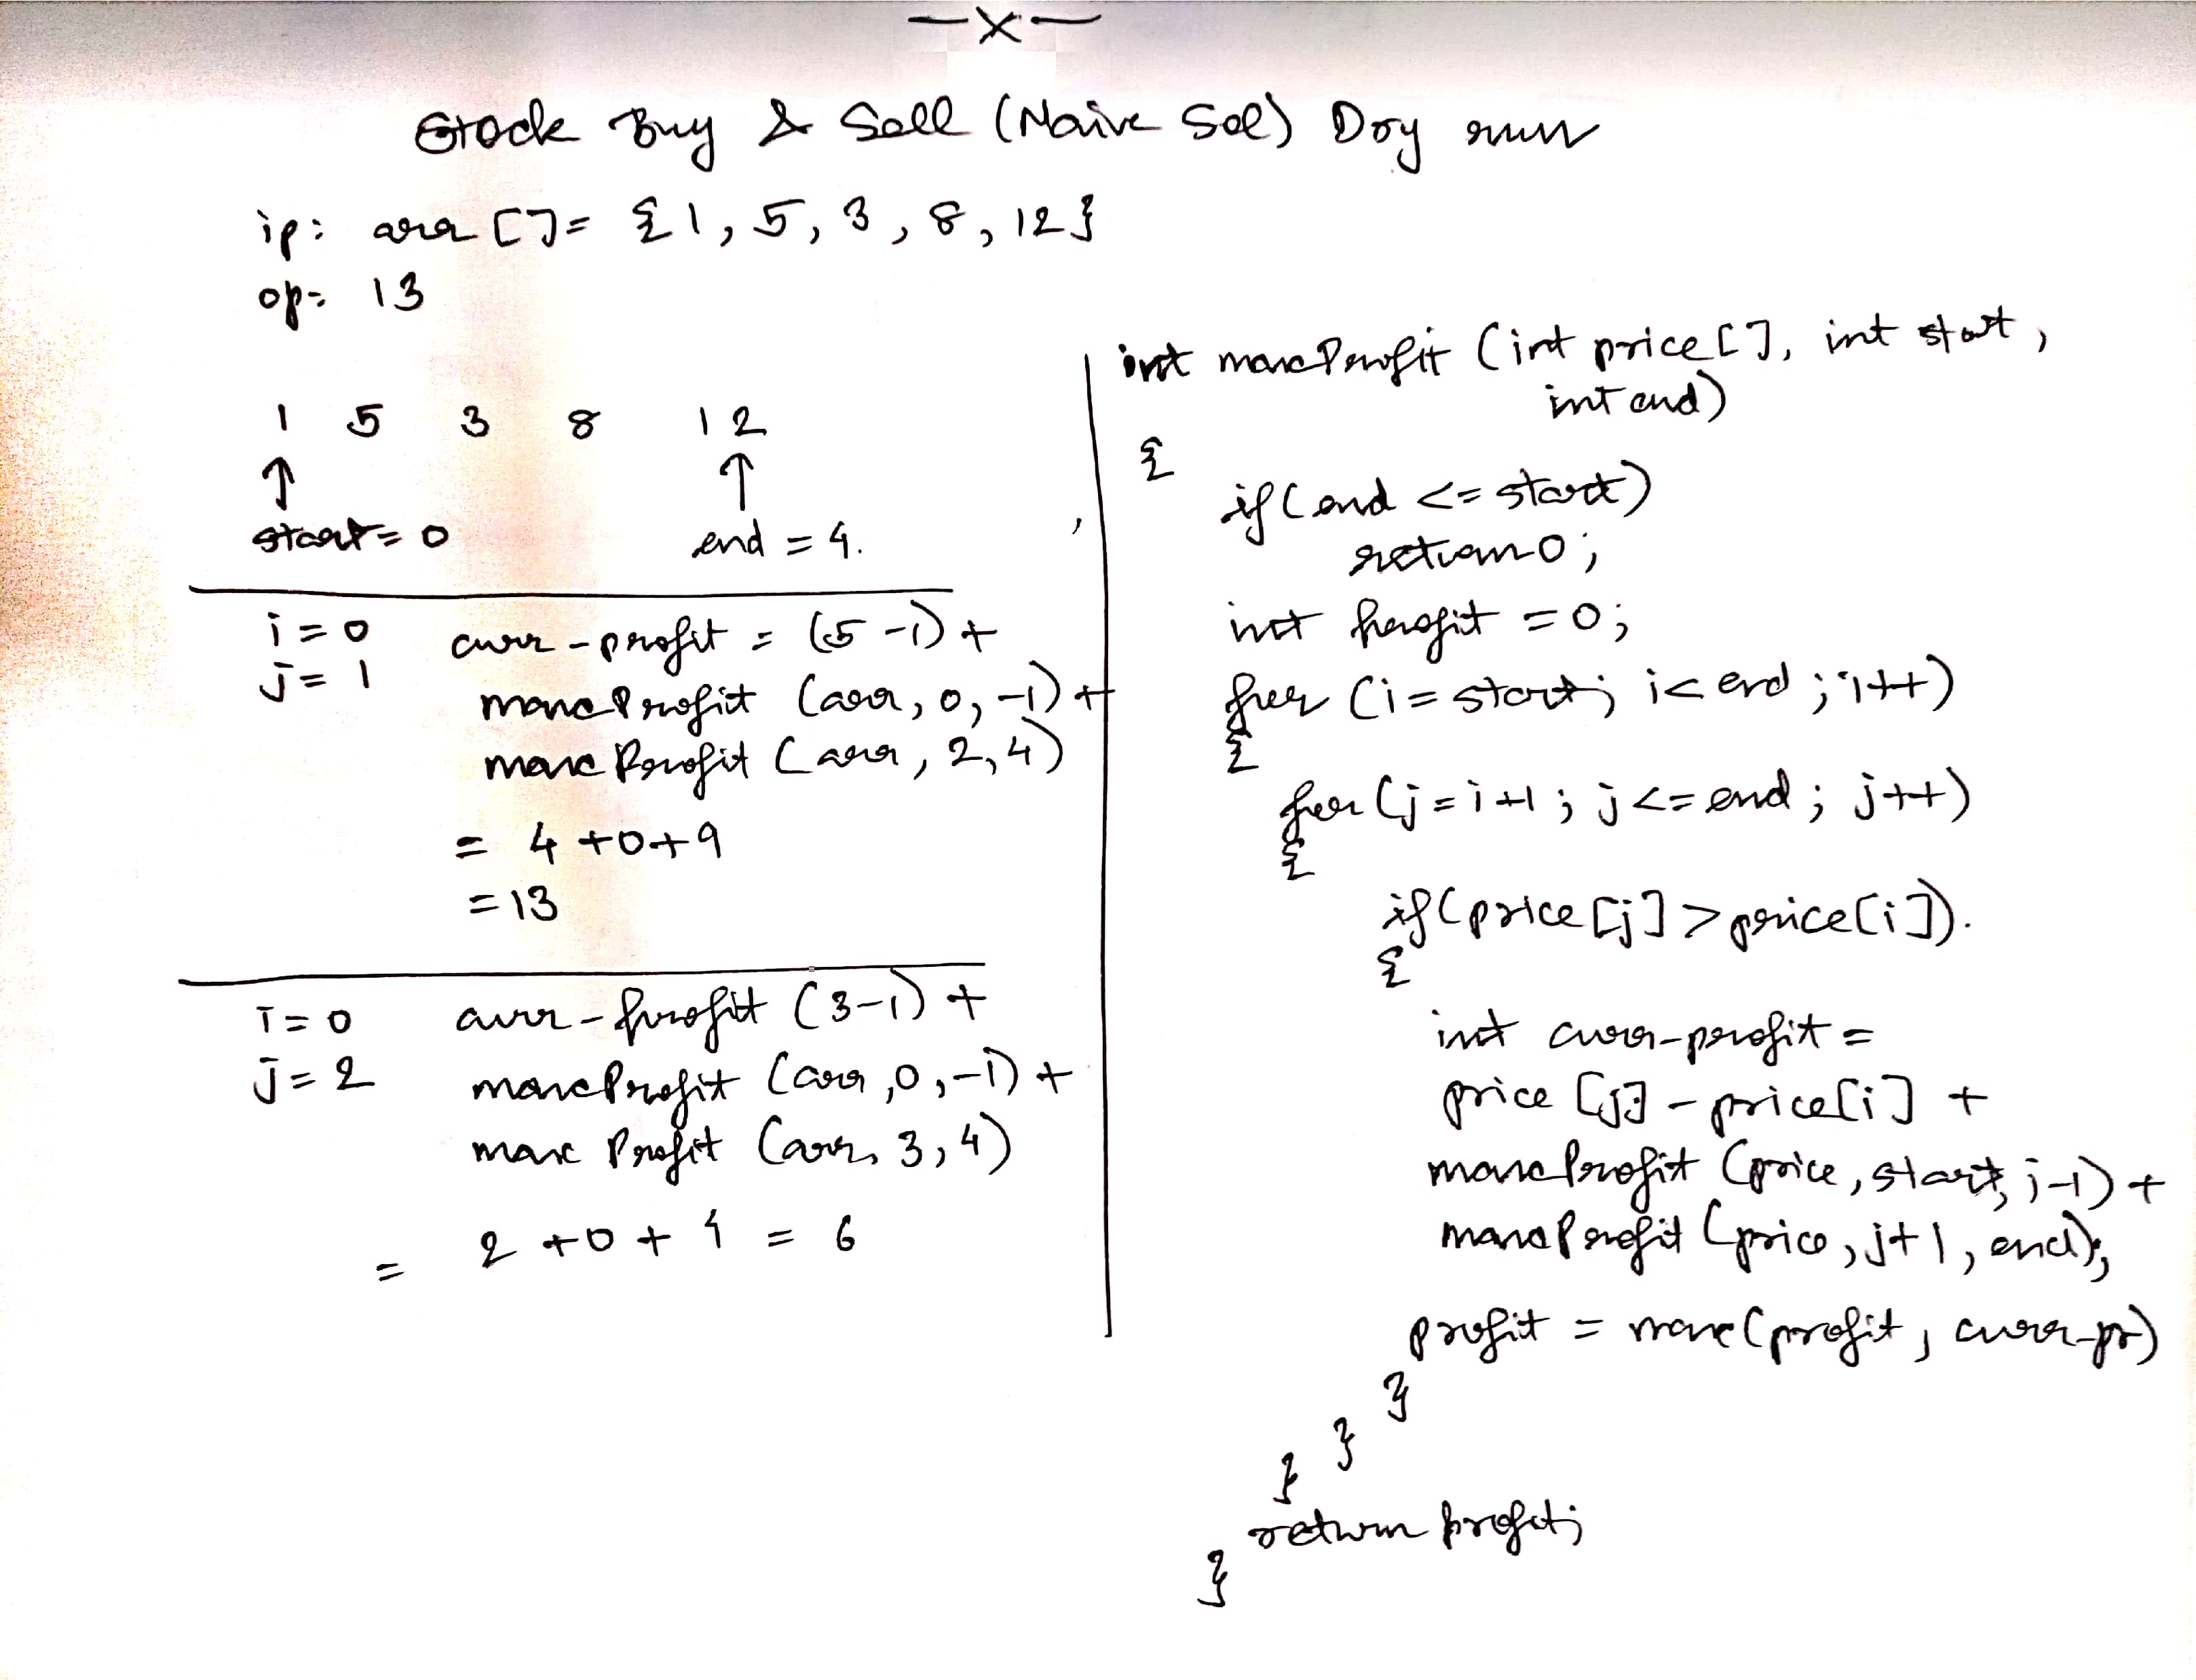 —x—
Stock Buy & Sell (Naive Sol) Dry run
ip: arr []= {1, 5, 3, 8, 12}
op= 13
1 5 3 8 12
↑ ↑
start = 0 end = 4.
i = 0 curr-profit = (5-1) +
j = 1 maxProfit (arr, 0, -1) +
maxProfit (arr, 2, 4)
= 4 + 0 + 9
= 13
i = 0 curr-profit (3-1) +
j = 2 maxProfit (arr, 0, -1) +
maxProfit (arr, 3, 4)
= 2 + 0 + 4 = 6
int maxProfit (int price[], int start,
int end)
{
if (end <= start)
return 0;
int profit = 0;
for (i = start; i < end; i++)
{
for (j = i+1; j <= end; j++)
{
if (price[j] > price[i]).
{
int curr-profit =
price [j] - price[i] +
maxProfit (price, start, i-1) +
maxProfit (price, j+1, end);
profit = max (profit, curr-pr)
}
}
}
return profit;
}